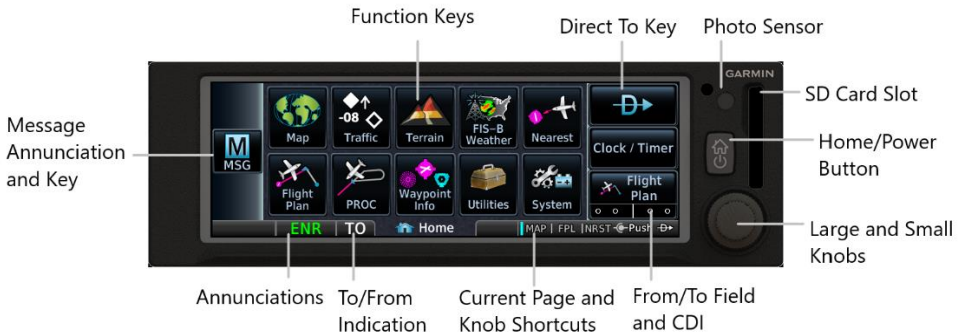 Function Keys
Direct To Key
Photo Sensor
GARMIN
SD Card Slot
Message
Annunciation
and Key
Home/Power
Button
Large and Small
Knobs
M
MSG
Map
-08
Traffic
Terrain
FIS-B
Weather
Nearest
D
Clock / Timer
Flight
Plan
PROC
Waypoint
Info
Utilities
System
Flight
Plan
ENR
TO
Home
MAP | FPL | NRST Push D
Annunciations
To/From
Indication
Current Page and
Knob Shortcuts
From/To Field
and CDI